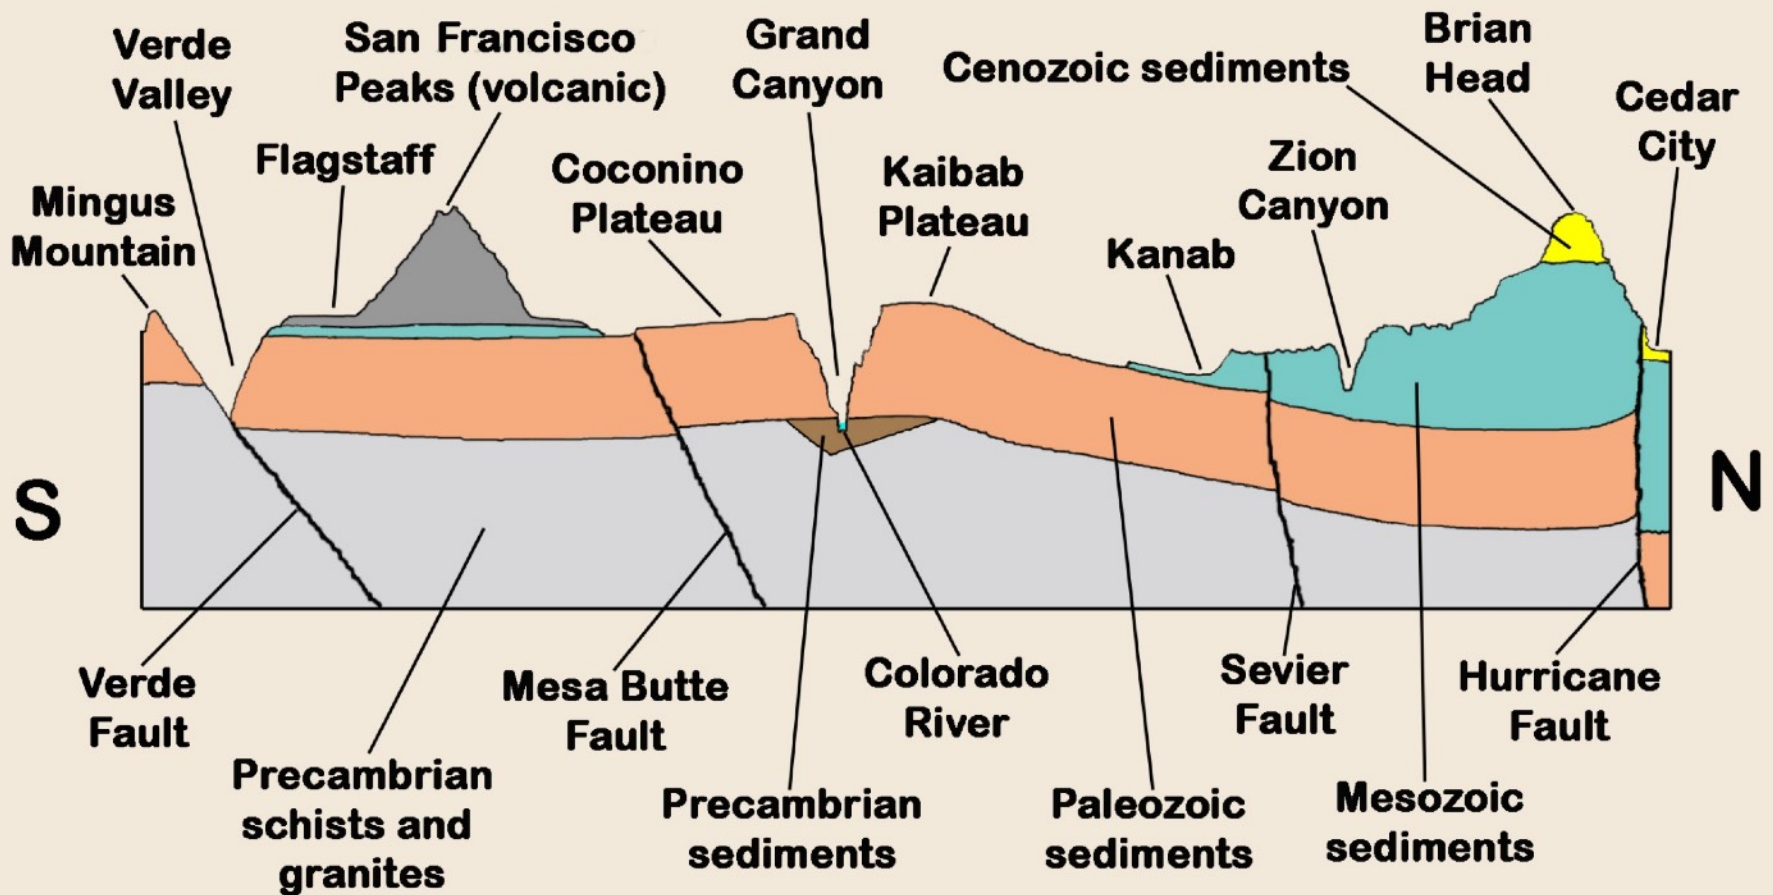 Verde
Valley
San Francisco
Peaks (volcanic)
Grand
Canyon
Cenozoic sediments
Brian
Head
Cedar
City
Flagstaff
Coconino
Plateau
Kaibab
Plateau
Zion
Canyon
Mingus
Mountain
Kanab
S
N
Verde
Fault
Precambrian
schists and
granites
Mesa Butte
Fault
Precambrian
sediments
Colorado
River
Paleozoic
sediments
Sevier
Fault
Mesozoic
sediments
Hurricane
Fault